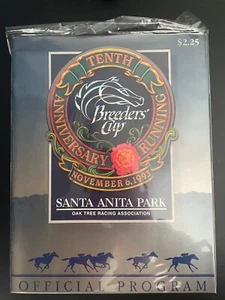 $2.25
TENTH
ANNIVERSARY RUNNING
Breeders'
Cup
NOVEMBER 6, 1993
SANTA ANITA PARK
OAK TREE RACING ASSOCIATION
OFFICIAL PROGRAM